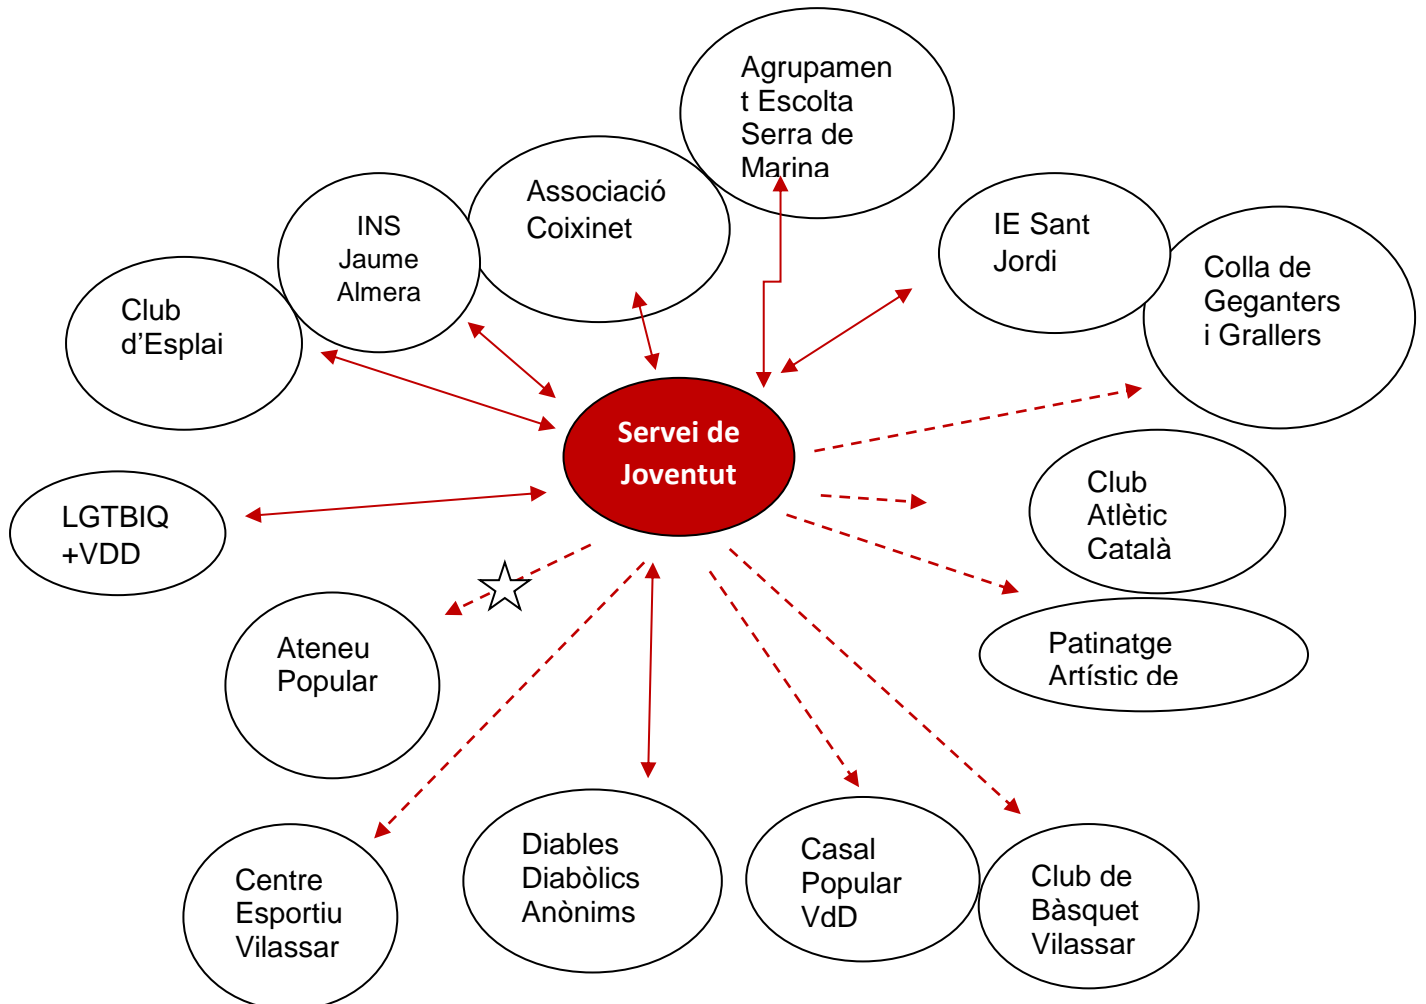 Agrupamen
t Escolta
Serra de
Marina
Associació
Coixinet
INS
Jaume
Almera
IE Sant
Jordi
Colla de
Geganters
i Grallers
Club
d'Esplai
Servei de
Joventut
Club
Atlètic
Català
LGTBIQ
+VDD
Patinatge
Artístic de
Ateneu
Popular
Diables
Diabòlics
Anònims
Casal
Popular
VdD
Centre
Esportiu
Vilassar
Club de
Bàsquet
Vilassar